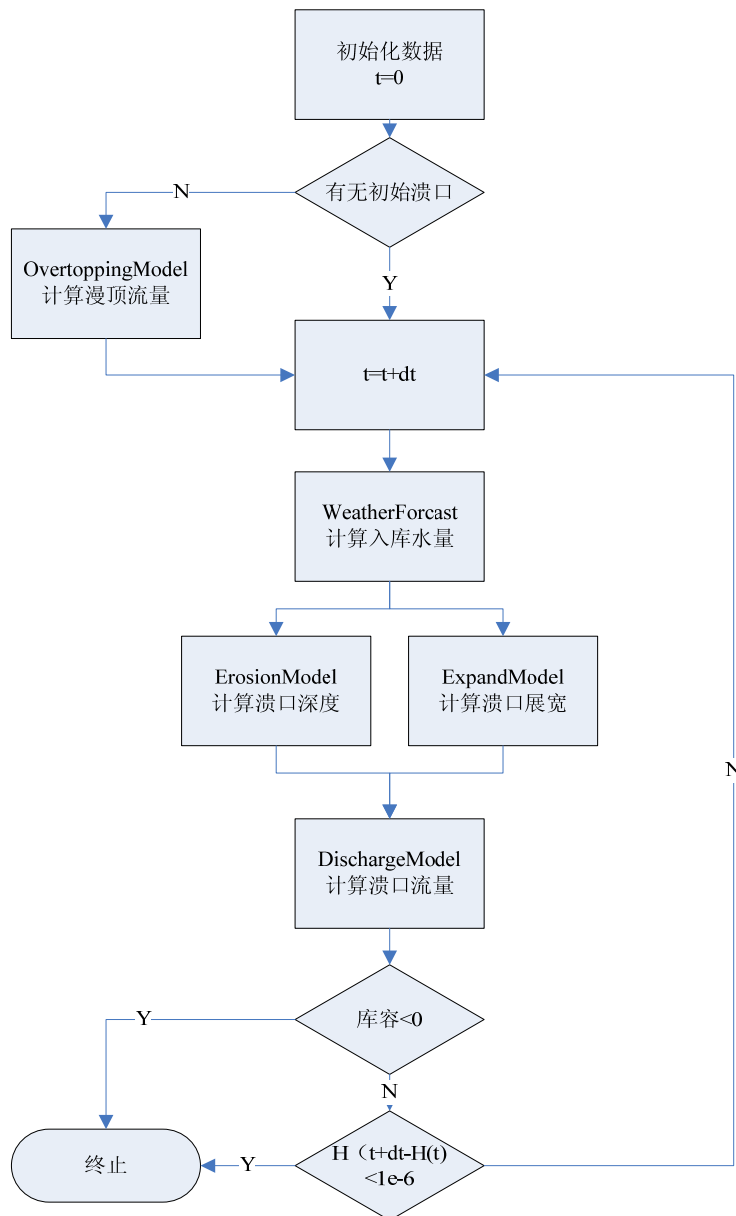 初始化数据
t=0
有无初始溃口
N
OvertoppingModel
计算漫顶流量
Y
t=t+dt
WeatherForcast
计算入库水量
ErosionModel
计算溃口深度
ExpandModel
计算溃口展宽
N
DischargeModel
计算溃口流量
库容<0
Y
N
H（t+dt-H(t)
<1e-6
Y
终止